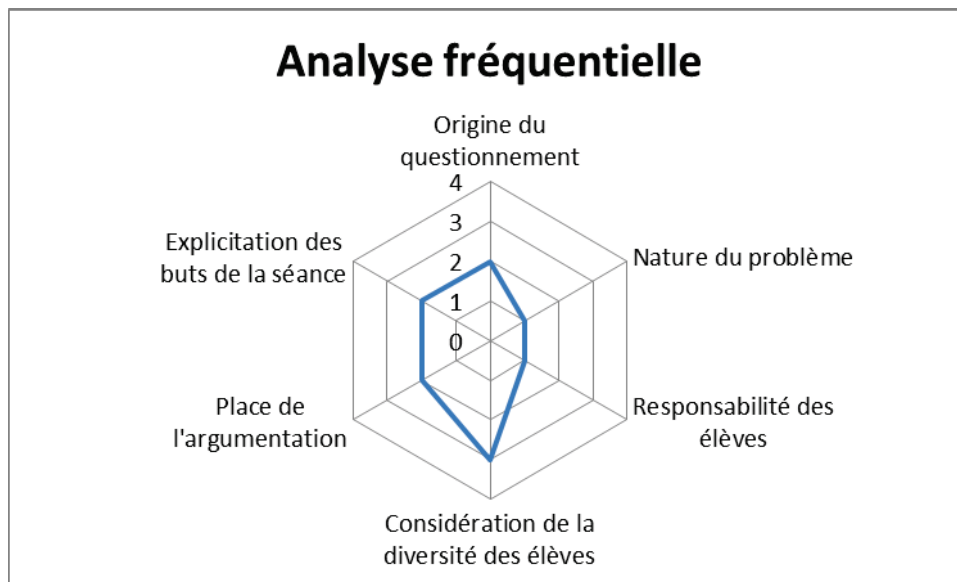 Analyse fréquentielle
Origine du
questionnement
4
3
2
1
0
Nature du problème
Responsabilité des
élèves
Considération de la
diversité des élèves
Place de
l'argumentation
Explicitation des
buts de la séance